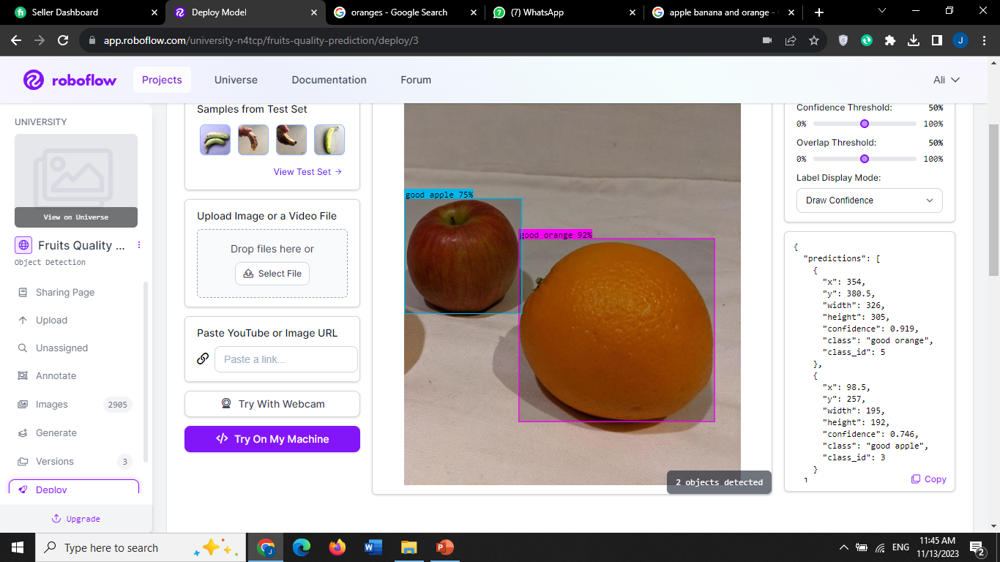 Seller Dashboard
Deploy Model
oranges - Google Search
(7) WhatsApp
apple banana and orange -
app.roboflow.com/university-n4tcp/fruits-quality-prediction/deploy/3
J
roboflow
Projects
Universe
Documentation
Forum
Ali
UNIVERSITY
View on Universe
Fruits Quality ...
Object Detection
Sharing Page
Upload
Unassigned
Annotate
Images 2905
Generate
Versions 3
Deploy
Upgrade
Samples from Test Set
View Test Set →
Upload Image or a Video File
Drop files here or
Select File
Paste YouTube or Image URL
Paste a link...
Try With Webcam
</> Try On My Machine
good apple 75%
good orange 92%
2 objects detected
Confidence Threshold: 50%
0% 100%
Overlap Threshold: 50%
0% 100%
Label Display Mode:
Draw Confidence
{
"predictions": [
{
"x": 354,
"y": 380.5,
"width": 326,
"height": 305,
"confidence": 0.919,
"class": "good orange",
"class_id": 5
},
{
"x": 98.5,
"y": 257,
"width": 195,
"height": 192,
"confidence": 0.746,
"class": "good apple",
"class_id": 3
}
]
Copy
Type here to search
ENG
11:45 AM
11/13/2023
2